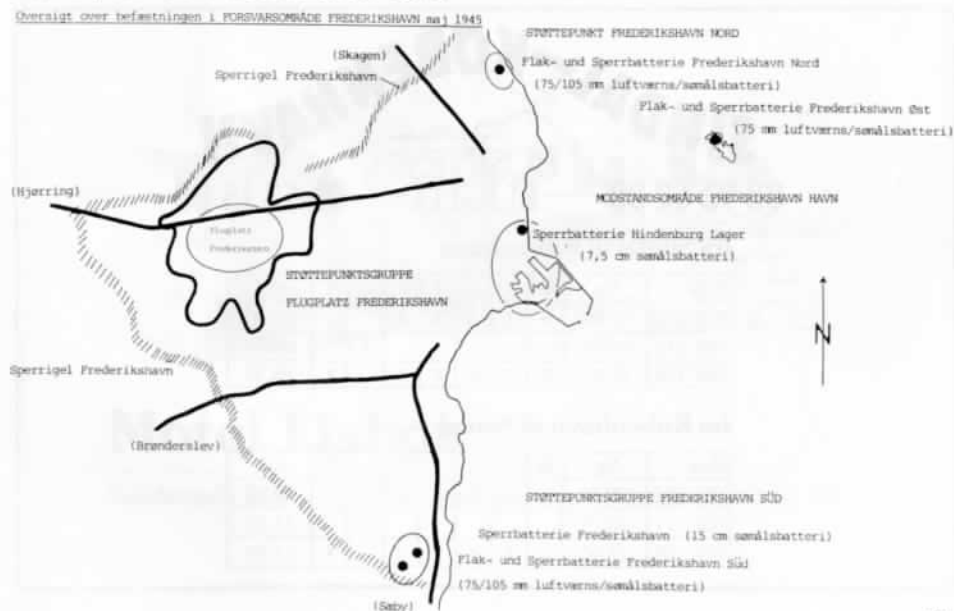 Oversigt over befæstningen i FORSVARSOMRÅDE FREDERIKSHAVN maj 1945
STØTTEPUNKT FREDERIKSHAVN NORD
(Skagen)
Flak- und Sperrbatterie Frederikshavn Nord
Sperrigel Frederikshavn
(75/105 mm luftværns/sømålsbatteri)
Flak- und Sperrbatterie Frederikshavn Øst
(75 mm luftværns/sømålsbatteri)
(Hjørring)
MODSTANDSOMRÅDE FREDERIKSHAVN HAVN
Flugplatz
Sperrbatterie Hindenburg Lager
(7,5 cm sømålsbatteri)
STØTTEPUNKTSGRUPPE
FLUGPLATZ FREDERIKSHAVN
N
Sperrigel Frederikshavn
(Brønderslev)
STØTTEPUNKTSGRUPPE FREDERIKSHAVN SÜD
Sperrbatterie Frederikshavn (15 cm sømålsbatteri)
Flak- und Sperrbatterie Frederikshavn Süd
(75/105 mm luftværns/sømålsbatteri)
(Sæby)